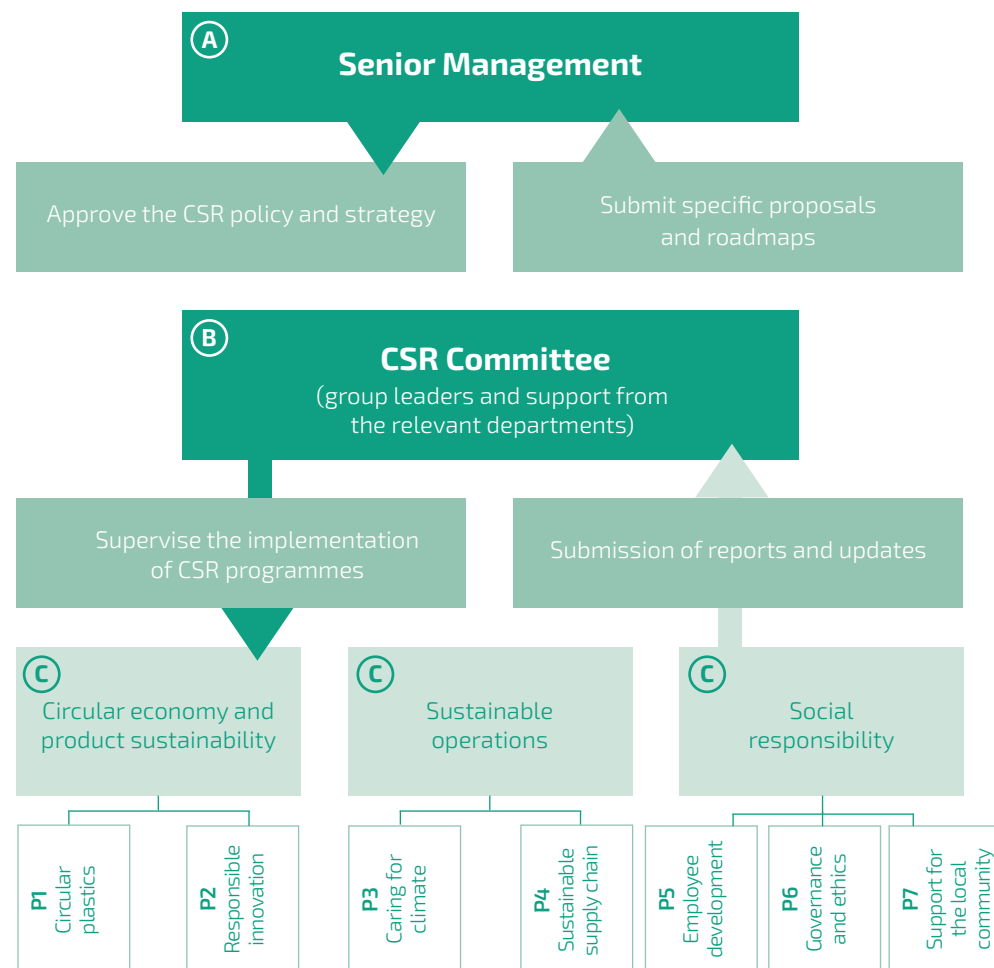 A
Senior Management
Approve the CSR policy and strategy
Submit specific proposals
and roadmaps
B
CSR Committee
(group leaders and support from
the relevant departments)
Supervise the implementation
of CSR programmes
Submission of reports and updates
C
Circular economy and
product sustainability
C
Sustainable
operations
C
Social
responsibility
P1
Circular
plastics
P2
Responsible
innovation
P3
Caring for
climate
P4
Sustainable
supply chain
P5
Employee
development
P6
Governance
and ethics
P7
Support for
the local
community